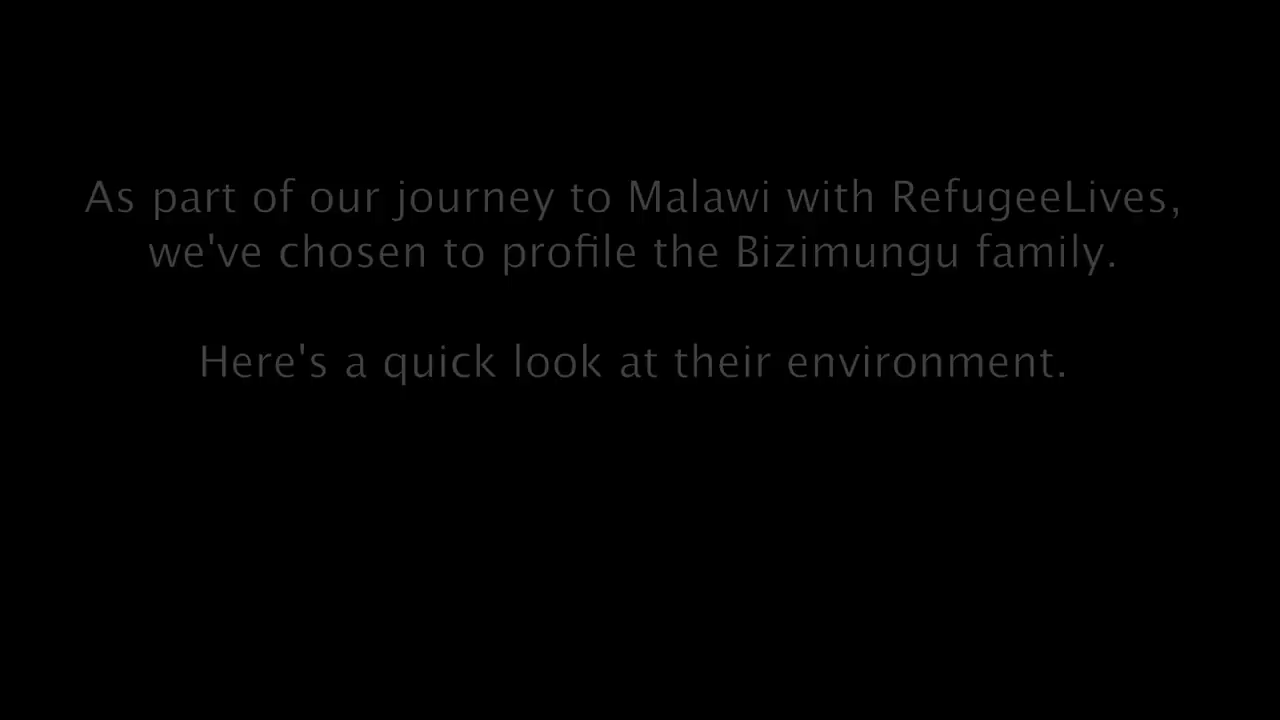 As part of our journey to Malawi with RefugeeLives,
we've chosen to profile the Bizimungu family.
Here's a quick look at their environment.